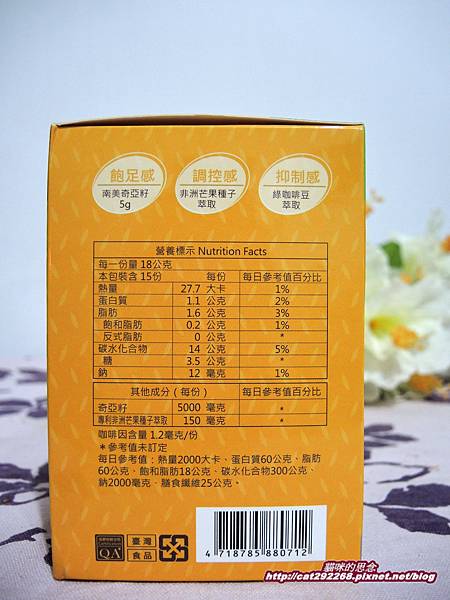 飽足感
南美奇亞籽
5g
調控感
非洲芒果種子
萃取
抑制感
綠咖啡豆
萃取
營養標示 Nutrition Facts
每一份量 18公克
本包裝含 15份 每份 每日參考值百分比
熱量 27.7 大卡 1%
蛋白質 1.1 公克 2%
脂肪 1.6 公克 3%
飽和脂肪 0.2 公克 1%
反式脂肪 0 公克 *
碳水化合物 14 公克 5%
糖 3.5 公克 *
鈉 12 毫克 1%
其他成分（每份） 每日參考值百分比
奇亞籽 5000 毫克 *
專利非洲芒果種子萃取 150 毫克 *
咖啡因含量 1.2毫克/份
＊參考值未訂定
每日參考值：熱量2000大卡、蛋白質60公克、脂肪
60公克、飽和脂肪18公克、碳水化合物300公克、
鈉2000毫克、膳食纖維25公克。
QA
臺灣
食品
4 718785 880712
貓咪的思念
http://cat292268.pixnet.net/blog